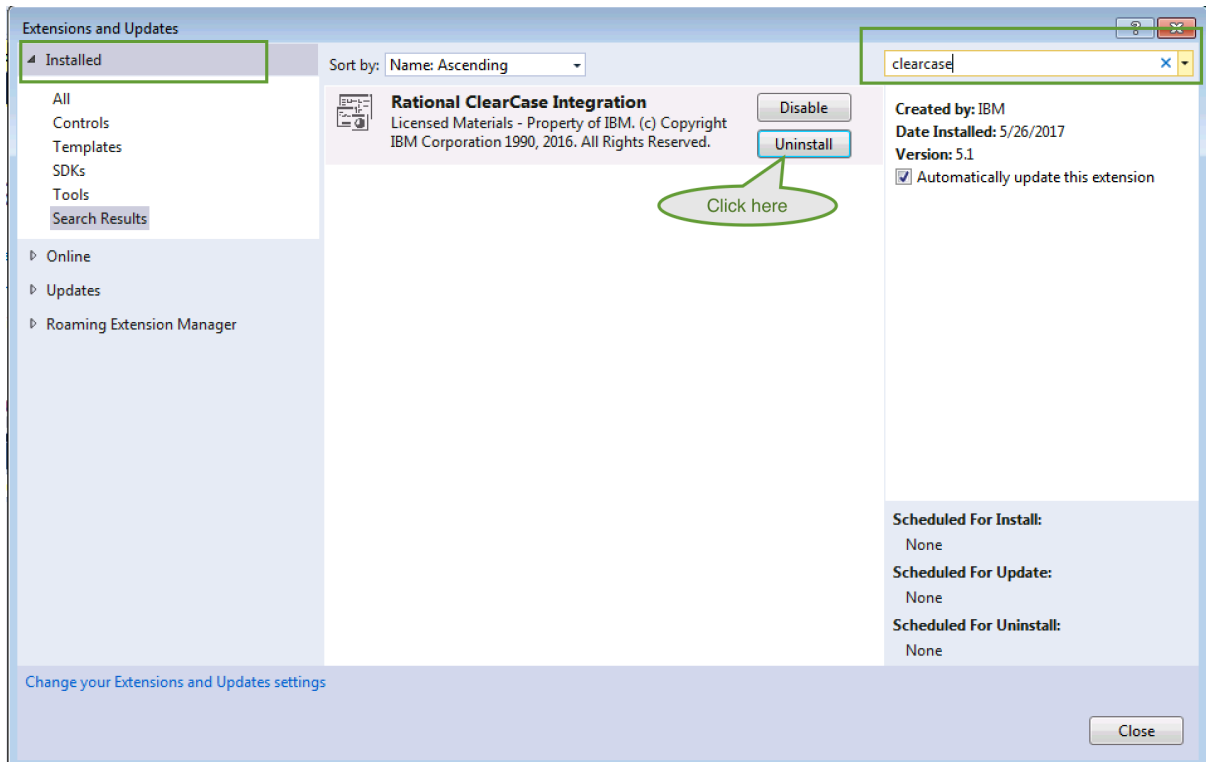 Extensions and Updates
Installed
All
Controls
Templates
SDKs
Tools
Search Results
Online
Updates
Roaming Extension Manager
Sort by: Name: Ascending
Rational ClearCase Integration
Licensed Materials - Property of IBM. (c) Copyright
IBM Corporation 1990, 2016. All Rights Reserved.
Disable
Uninstall
Click here
clearcase
Created by: IBM
Date Installed: 5/26/2017
Version: 5.1
Automatically update this extension
Scheduled For Install:
None
Scheduled For Update:
None
Scheduled For Uninstall:
None
Change your Extensions and Updates settings
Close